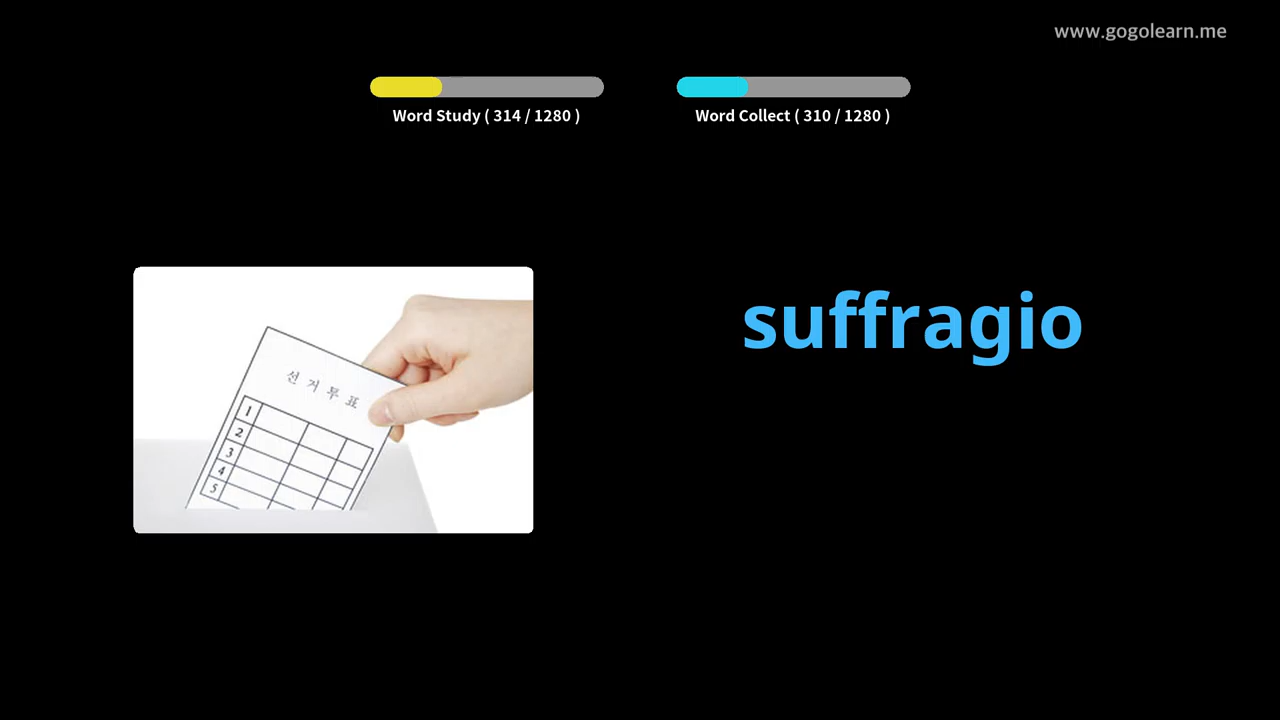 www.gogolearn.me
Word Study ( 314 / 1280 )
Word Collect ( 310 / 1280 )
suffragio
선거투표
1
2
3
4
5